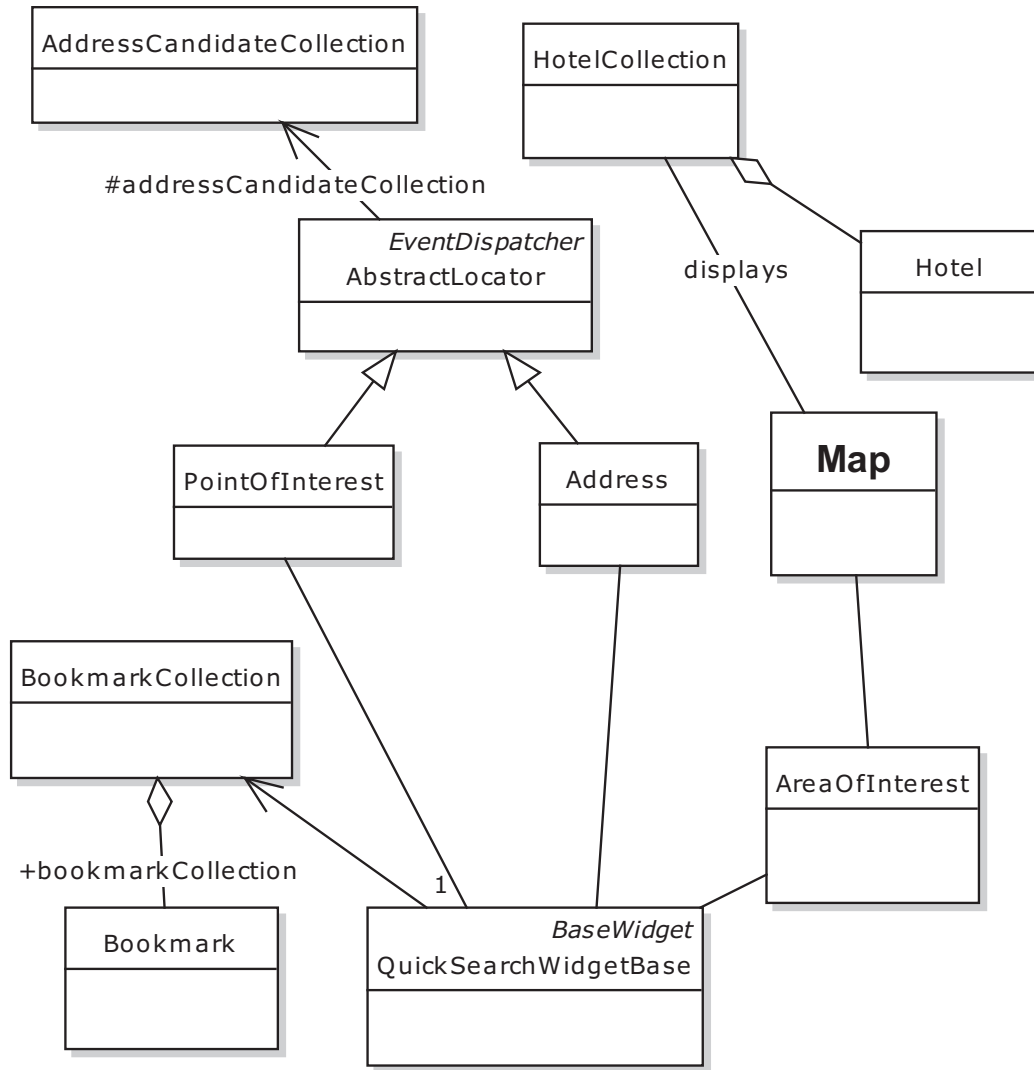 AddressCandidateCollection
HotelCollection
#addressCandidateCollection
EventDispatcher
AbstractLocator
displays
Hotel
PointOfInterest
Address
Map
BookmarkCollection
AreaOfInterest
+bookmarkCollection
1
Bookmark
BaseWidget
QuickSearchWidgetBase